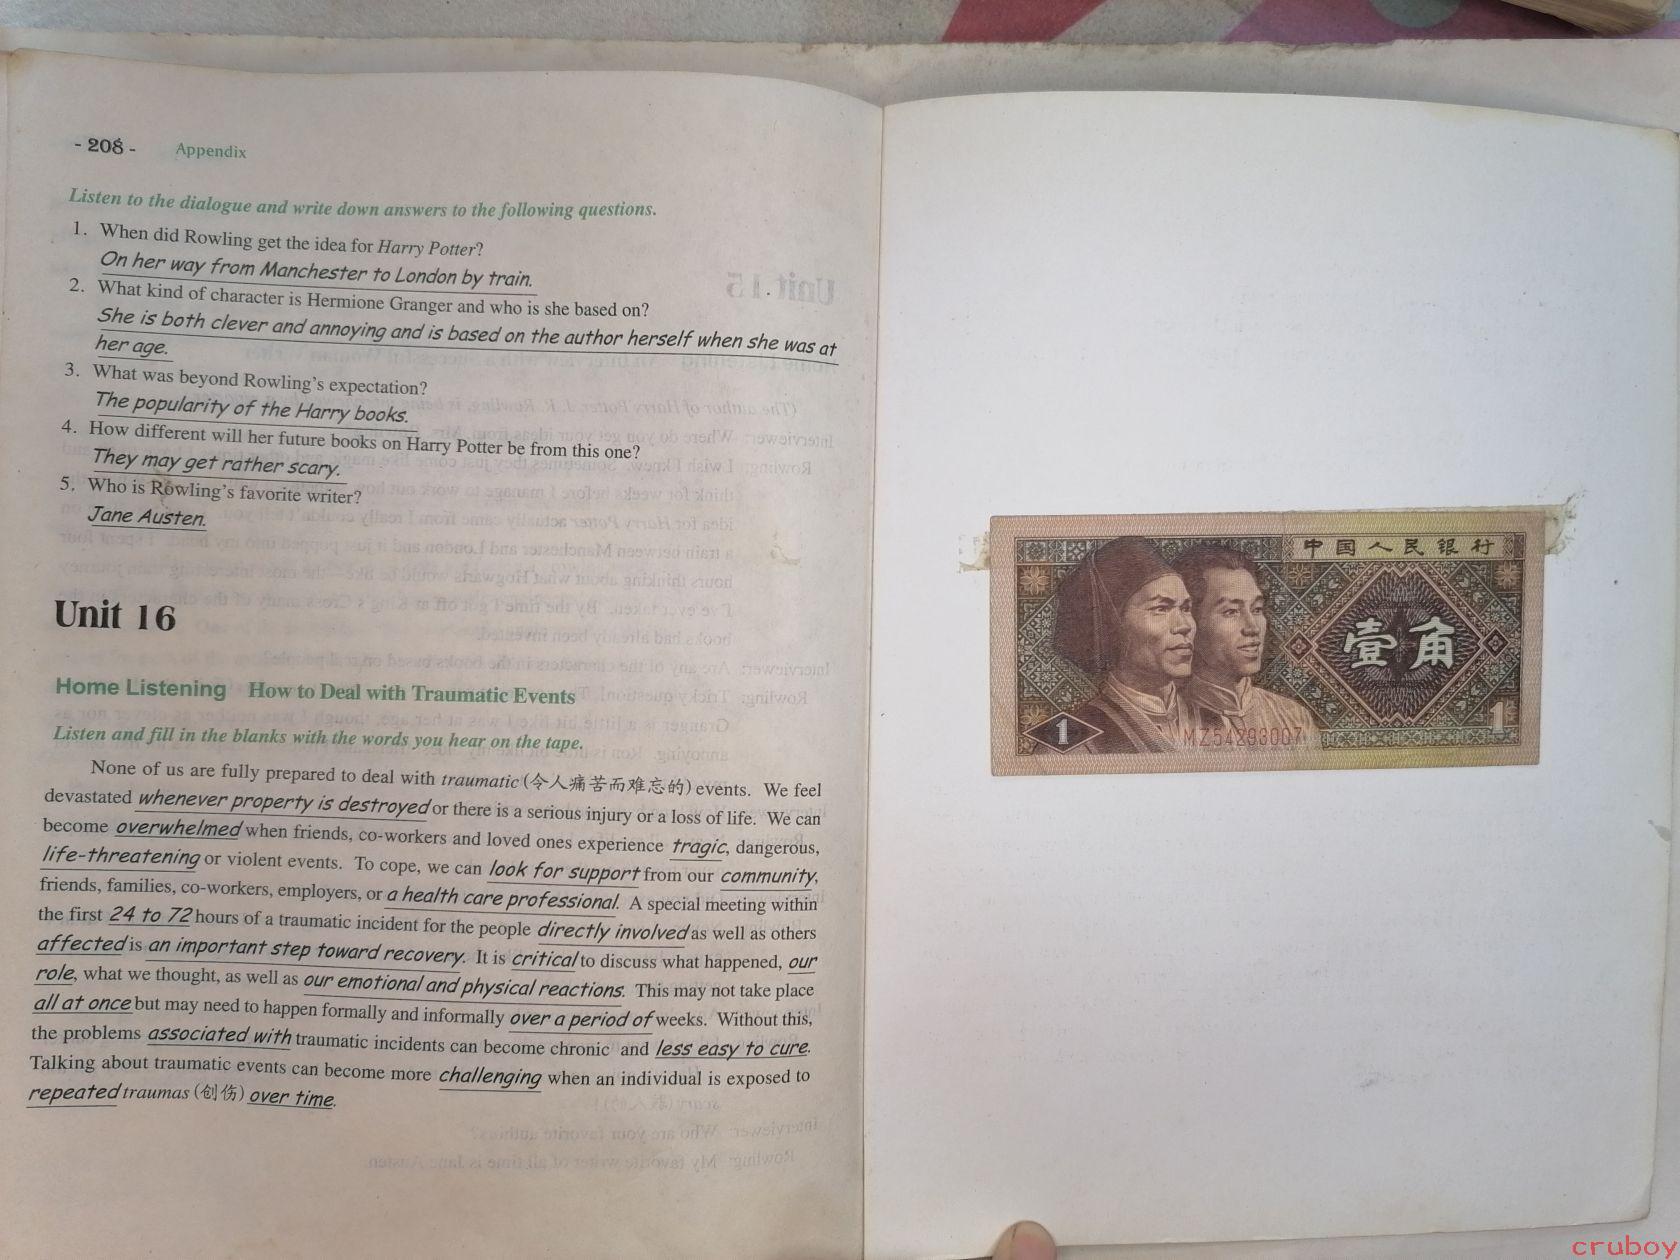 - 208 - Appendix
Listen to the dialogue and write down answers to the following questions.
1. When did Rowling get the idea for Harry Potter?
On her way from Manchester to London by train.
2. What kind of character is Hermione Granger and who is she based on?
She is both clever and annoying and is based on the author herself when she was at
her age.
3. What was beyond Rowling's expectation?
The popularity of the Harry books.
4. How different will her future books on Harry Potter be from this one?
They may get rather scary.
5. Who is Rowling's favorite writer?
Jane Austen.
Unit 16
Home Listening How to Deal with Traumatic Events
Listen and fill in the blanks with the words you hear on the tape.
None of us are fully prepared to deal with traumatic (令人痛苦而难忘的) events. We feel
devastated whenever property is destroyed or there is a serious injury or a loss of life. We can
become overwhelmed when friends, co-workers and loved ones experience tragic, dangerous,
life-threatening or violent events. To cope, we can look for support from our community,
friends, families, co-workers, employers, or a health care professional. A special meeting within
the first 24 to 72 hours of a traumatic incident for the people directly involved as well as others
affected is an important step toward recovery. It is critical to discuss what happened, our
role, what we thought, as well as our emotional and physical reactions. This may not take place
all at once but may need to happen formally and informally over a period of weeks. Without this,
the problems associated with traumatic incidents can become chronic and less easy to cure.
Talking about traumatic events can become more challenging when an individual is exposed to
repeated traumas (创伤) over time.
中国人民银行
壹角
1
MZ54293007
1
cruboy